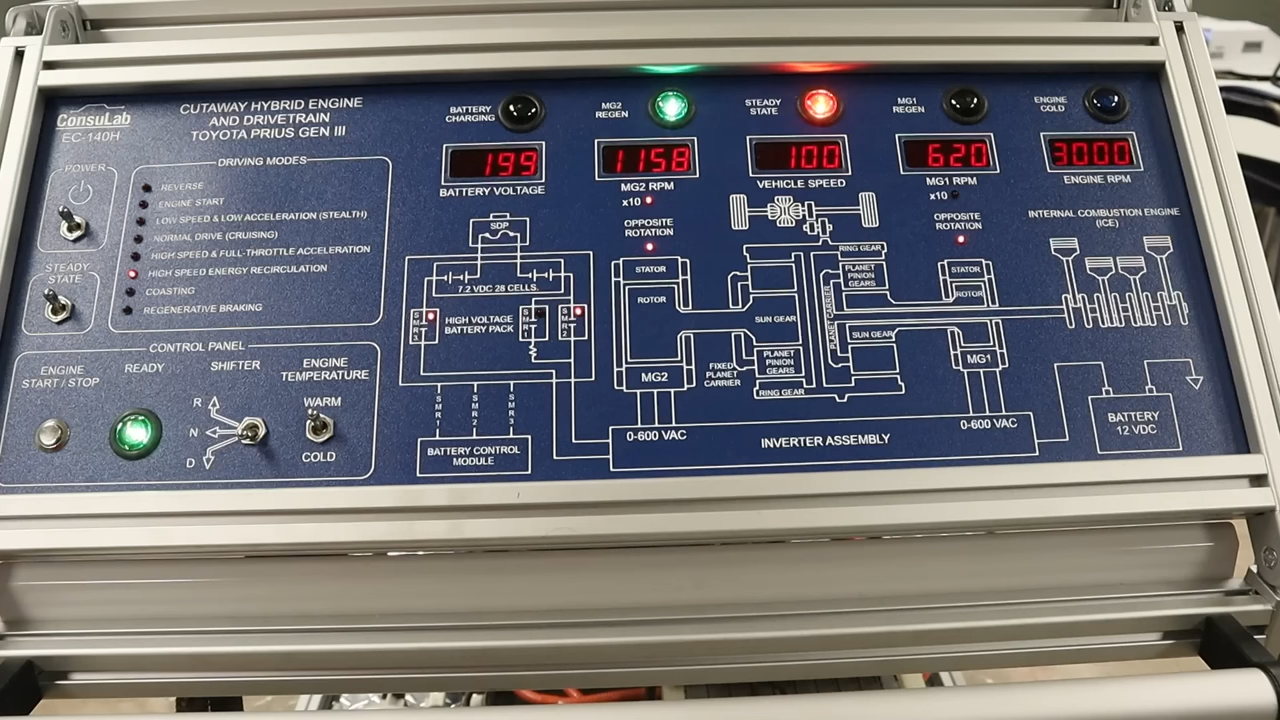 ConsuLab
EC-140H
CUTAWAY HYBRID ENGINE
AND DRIVETRAIN
TOYOTA PRIUS GEN III
POWER
STEADY
STATE
DRIVING MODES
REVERSE
ENGINE START
LOW SPEED & LOW ACCELERATION (STEALTH)
NORMAL DRIVE (CRUISING)
HIGH SPEED & FULL-THROTTLE ACCELERATION
HIGH SPEED ENERGY RECIRCULATION
COASTING
REGENERATIVE BRAKING
CONTROL PANEL
ENGINE
START / STOP
READY
SHIFTER
R
N
D
ENGINE
TEMPERATURE
WARM
COLD
BATTERY
CHARGING
199
BATTERY VOLTAGE
MG2
REGEN
1158
MG2 RPM
x10
OPPOSITE
ROTATION
STEADY
STATE
100
VEHICLE SPEED
MG1
REGEN
620
MG1 RPM
x10
OPPOSITE
ROTATION
ENGINE
COLD
3000
ENGINE RPM
INTERNAL COMBUSTION ENGINE
(ICE)
SDP
7.2 VDC 28 CELLS.
SMR3
HIGH VOLTAGE
BATTERY PACK
SMR1
SMR2
SMR1
SMR2
SMR3
BATTERY CONTROL
MODULE
STATOR
ROTOR
MG2
0-600 VAC
SUN GEAR
FIXED
PLANET
CARRIER
PLANET
PINION
GEARS
RING GEAR
RING GEAR
PLANET
PINION
GEARS
PLANET CARRIER
SUN GEAR
STATOR
ROTOR
MG1
0-600 VAC
INVERTER ASSEMBLY
BATTERY
12 VDC